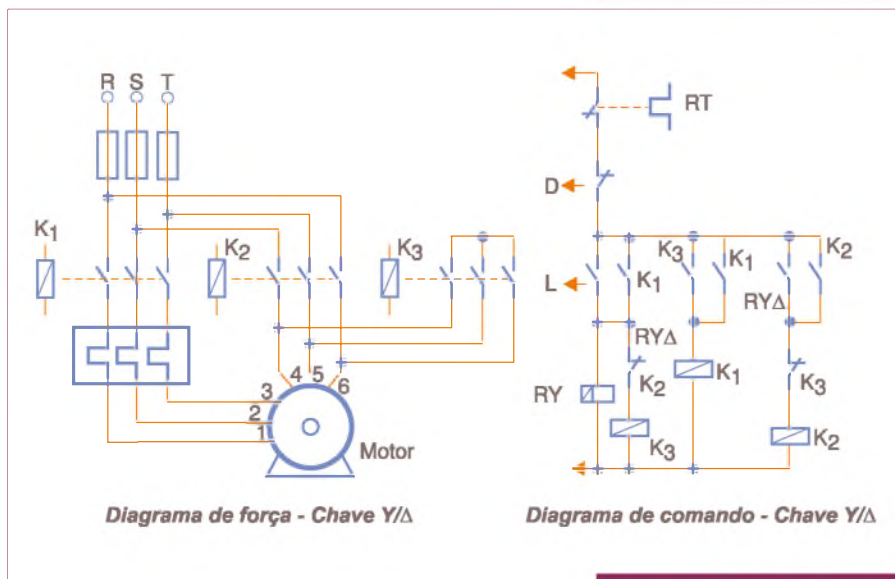 R S T
K1
K2
K3
4 5 6
3
2
1
Motor
Diagrama de força - Chave Y/Δ
RT
D
K3 K1 K2
L K1 RYΔ
RYΔ
K2 K1 K3
RY
K3 K2
Diagrama de comando - Chave Y/Δ